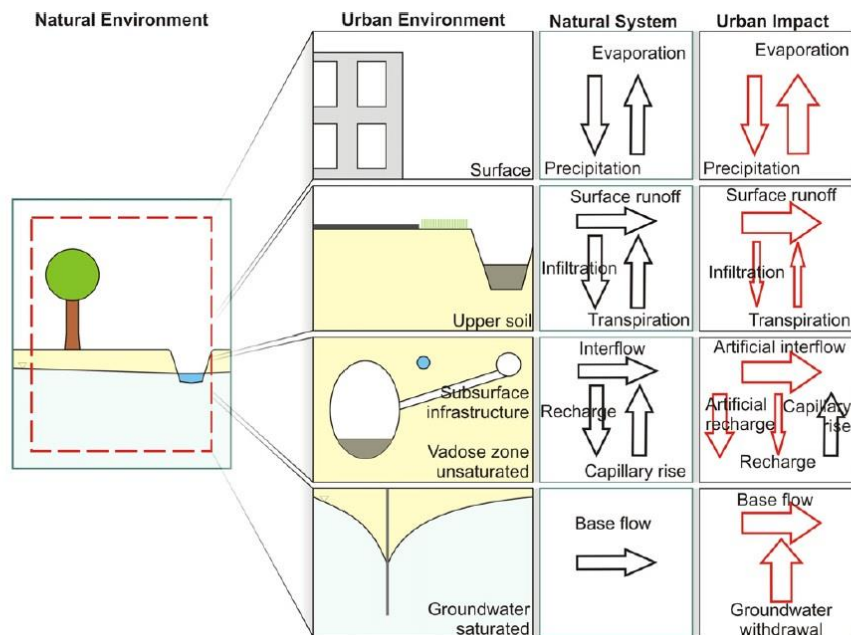 Natural Environment
Urban Environment
Natural System
Urban Impact
Surface
Evaporation
Precipitation
Evaporation
Precipitation
Upper soil
Surface runoff
Infiltration
Transpiration
Surface runoff
Infiltration
Transpiration
Subsurface
infrastructure
Vadose zone
unsaturated
Interflow
Recharge
Capillary rise
Artificial interflow
Artificial
recharge
Capillary
rise
Recharge
Groundwater
saturated
Base flow
Base flow
Groundwater
withdrawal